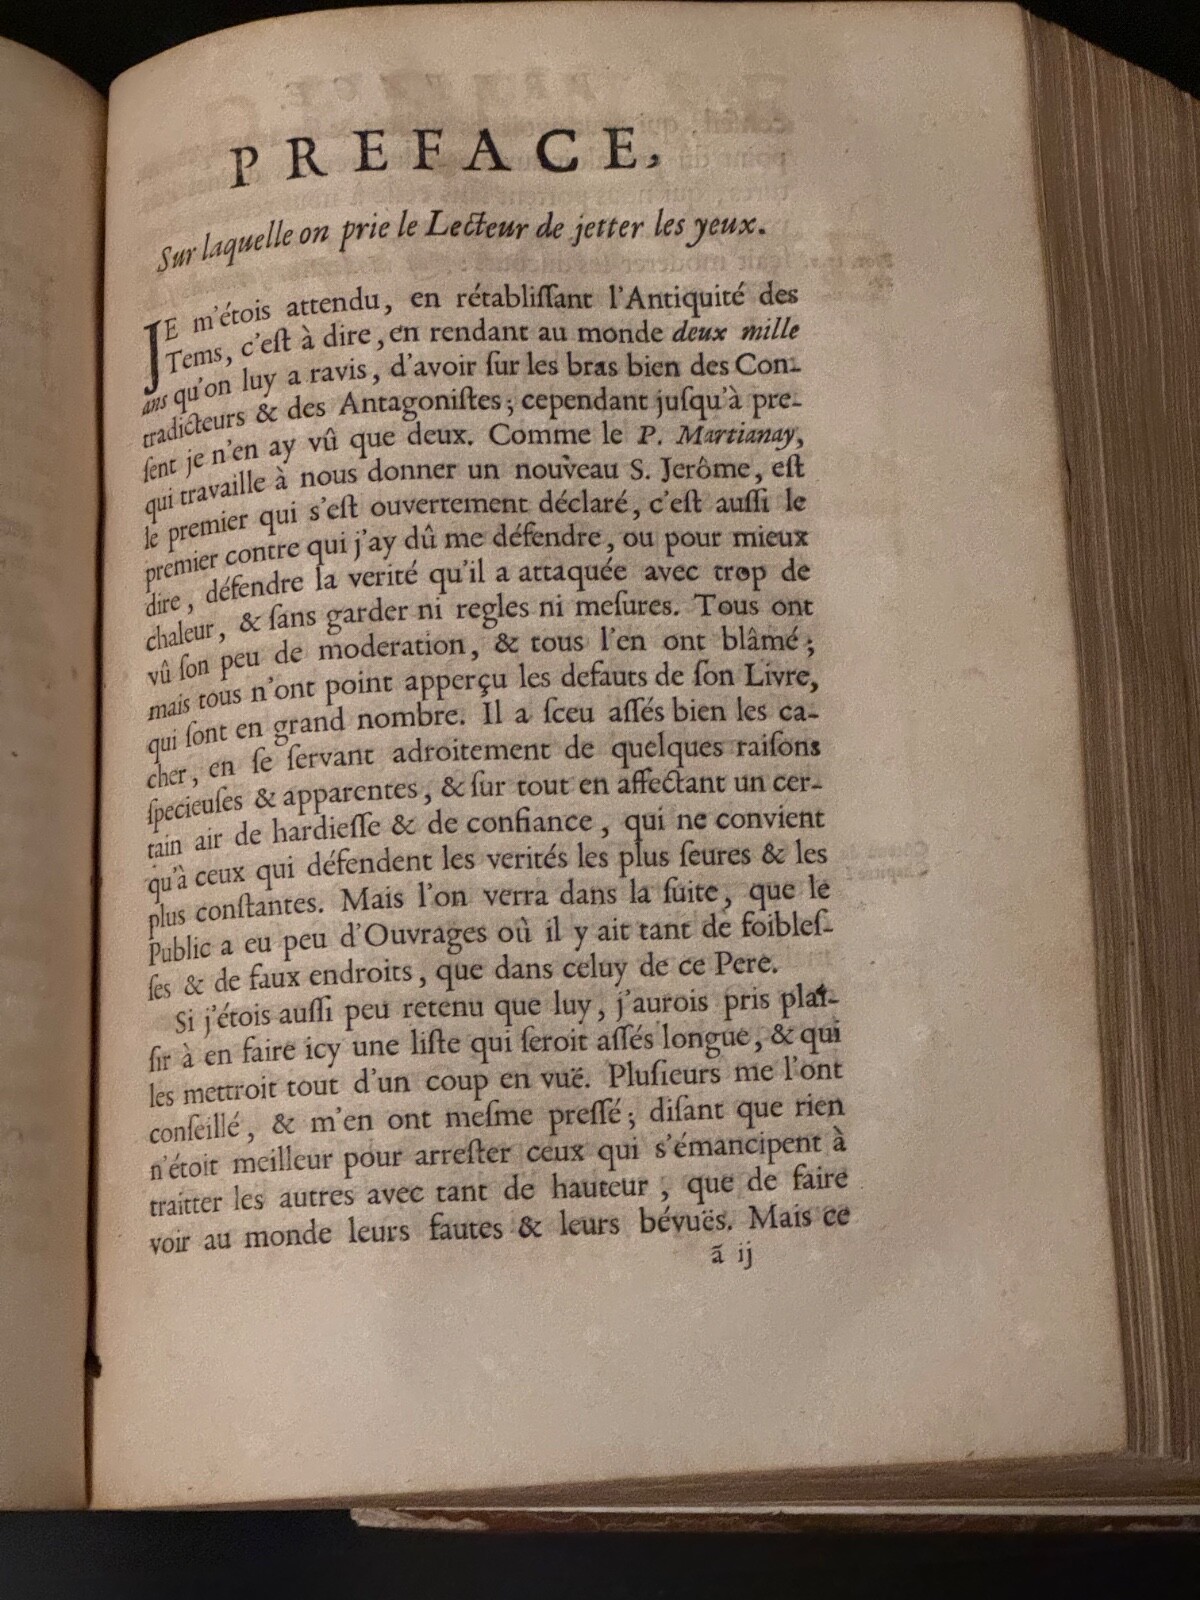 PREFACE,
Sur laquelle on prie le Lecteur de jetter les yeux.
JE m'étois attendu, en rétabliſſant l'Antiquité des
Tems, c'eſt à dire, en rendant au monde deux mille
ans qu'on luy a ravis, d'avoir ſur les bras bien des Con-
tradicteurs & des Antagoniſtes; cependant juſqu'à pre-
ſent je n'en ay vû que deux. Comme le P. Martianay,
qui travaille à nous donner un nouveau S. Jerôme, eſt
le premier qui s'eſt ouvertement déclaré, c'eſt auſſi le
premier contre qui j'ay dû me défendre, ou pour mieux
dire, défendre la verité qu'il a attaquée avec trop de
chaleur, & ſans garder ni regles ni meſures. Tous ont
vû ſon peu de moderation, & tous l'en ont blâmé;
mais tous n'ont point apperçu les defauts de ſon Livre,
qui ſont en grand nombre. Il a ſceu aſſés bien les ca-
cher, en ſe ſervant adroitement de quelques raiſons
ſpecieuſes & apparentes, & ſur tout en affectant un cer-
tain air de hardieſſe & de confiance, qui ne convient
qu'à ceux qui défendent les verités les plus ſeures & les
plus conſtantes. Mais l'on verra dans la ſuite, que le
Public a eu peu d'Ouvrages où il y ait tant de foibleſ-
ſes & de faux endroits, que dans celuy de ce Pere.
Si j'étois auſſi peu retenu que luy, j'aurois pris plai-
ſir à en faire icy une liſte qui ſeroit aſſés longue, & qui
les mettroit tout d'un coup en vuë. Pluſieurs me l'ont
conſeillé, & m'en ont meſme preſſé; diſant que rien
n'étoit meilleur pour arreſter ceux qui s'émancipent à
traitter les autres avec tant de hauteur, que de faire
voir au monde leurs fautes & leurs bévuës. Mais ce
ã ij